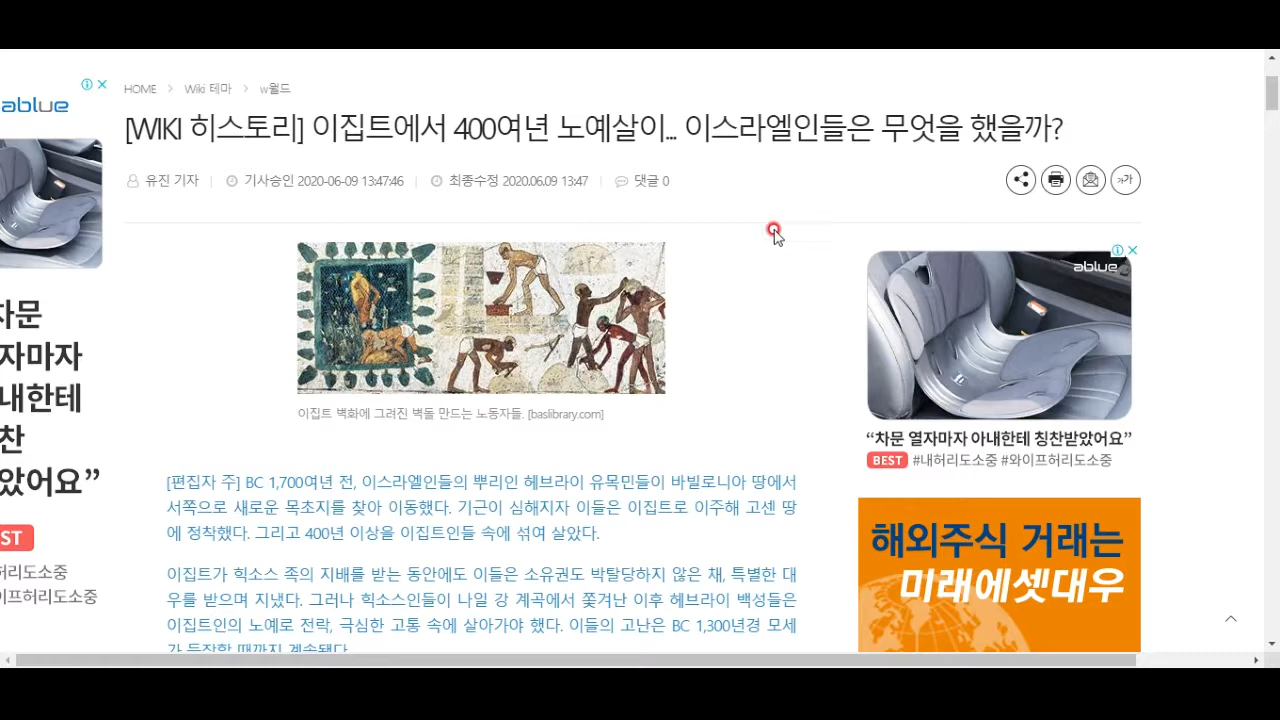 HOME > Wiki 테마 > w월드
[WIKI 히스토리] 이집트에서 400여년 노예살이... 이스라엘인들은 무엇을 했을까?
유진 기자 | 기사승인 2020-06-09 13:47:46 | 최종수정 2020.06.09 13:47 | 댓글 0
가가
이집트 벽화에 그려진 벽돌 만드는 노동자들. [baslibrary.com]
[편집자 주] BC 1,700여년 전, 이스라엘인들의 뿌리인 헤브라이 유목민들이 바빌로니아 땅에서
서쪽으로 새로운 목초지를 찾아 이동했다. 기근이 심해지자 이들은 이집트로 이주해 고센 땅
에 정착했다. 그리고 400년 이상을 이집트인들 속에 섞여 살았다.
이집트가 힉소스 족의 지배를 받는 동안에도 이들은 소유권도 박탈당하지 않은 채, 특별한 대
우를 받으며 지냈다. 그러나 힉소스인들이 나일 강 계곡에서 쫓겨난 이후 헤브라이 백성들은
이집트인의 노예로 전락, 극심한 고통 속에 살아가야 했다. 이들의 고난은 BC 1,300년경 모세
가 등장할 때까지 계속됐다.
ablue
차문
자마자
내한테
찬
았어요”
ST
허리도소중
이프허리도소중
ablue
“차문 열자마자 아내한테 칭찬받았어요”
BEST #내허리도소중 #와이프허리도소중
해외주식 거래는
미래에셋대우